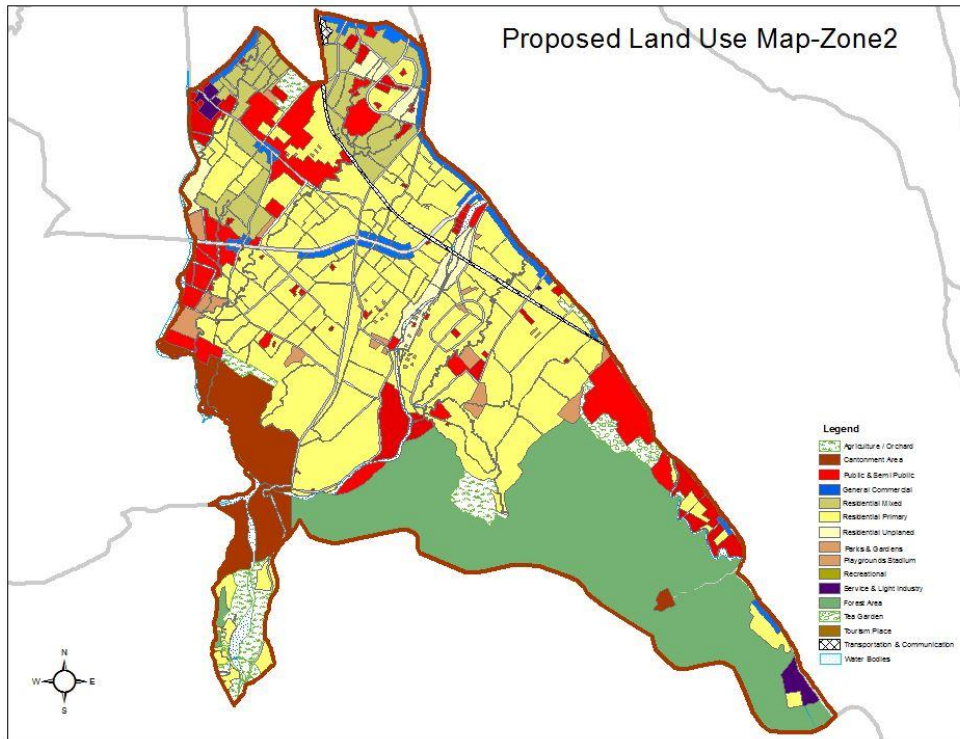 Proposed Land Use Map-Zone2
Legend
Agriculture / Orchard
Cantonment Area
Public & Semi Public
General Commercial
Residential Mixed
Residential Primary
Residential Unplaned
Parks & Gardens
Playgrounds Stadium
Recreational
Service & Light Industry
Forest Area
Tea Garden
Tourism Place
Transportation & Communication
Water Bodies
N
W E
S